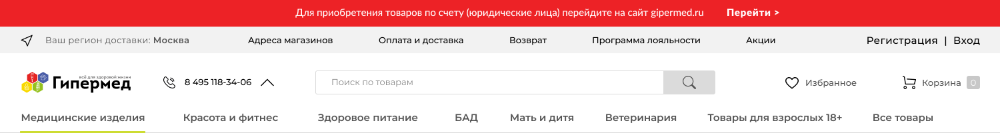 Для приобретения товаров по счету (юридические лица) перейдите на сайт gipermed.ru Перейти >
Ваш регион доставки: Москва Адреса магазинов Оплата и доставка Возврат Программа лояльности Акции Регистрация | Вход
всё для здоровой жизни
Гипермед 8 495 118-34-06 Поиск по товарам Избранное Корзина 0
Медицинские изделия Красота и фитнес Здоровое питание БАД Мать и дитя Ветеринария Товары для взрослых 18+ Все товары